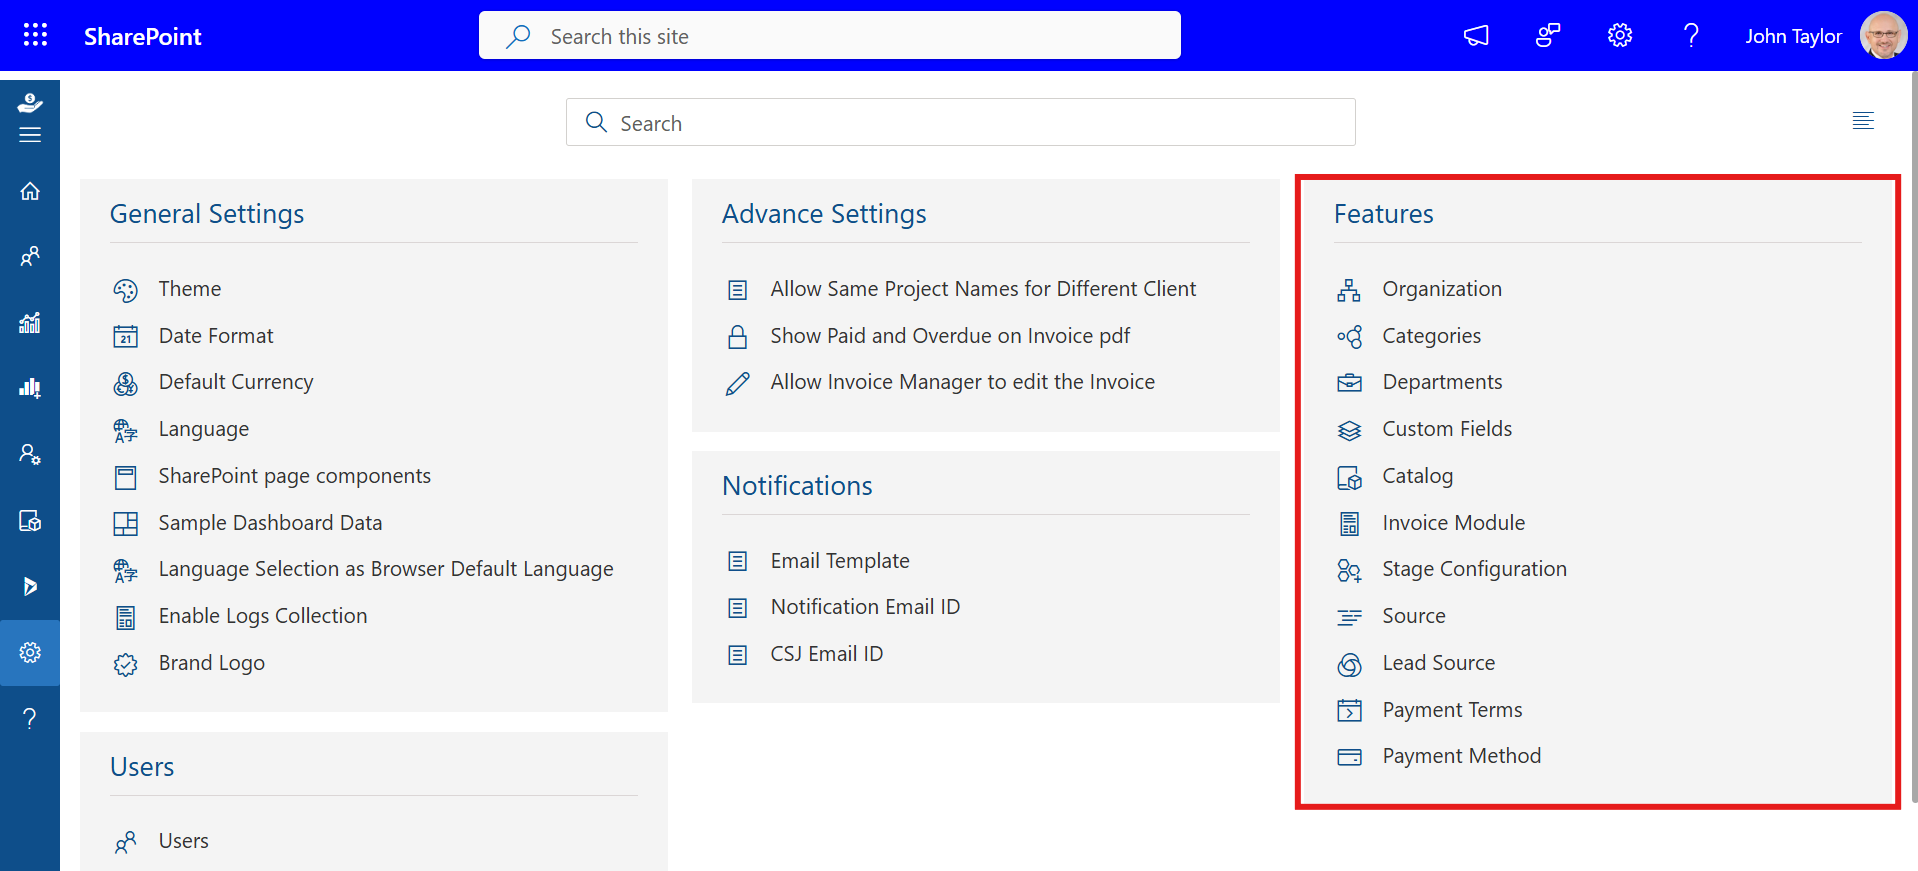 SharePoint
Search this site
John Taylor
Search
General Settings
Theme
Date Format
Default Currency
Language
SharePoint page components
Sample Dashboard Data
Language Selection as Browser Default Language
Enable Logs Collection
Brand Logo
Users
Users
Advance Settings
Allow Same Project Names for Different Client
Show Paid and Overdue on Invoice pdf
Allow Invoice Manager to edit the Invoice
Notifications
Email Template
Notification Email ID
CSJ Email ID
Features
Organization
Categories
Departments
Custom Fields
Catalog
Invoice Module
Stage Configuration
Source
Lead Source
Payment Terms
Payment Method